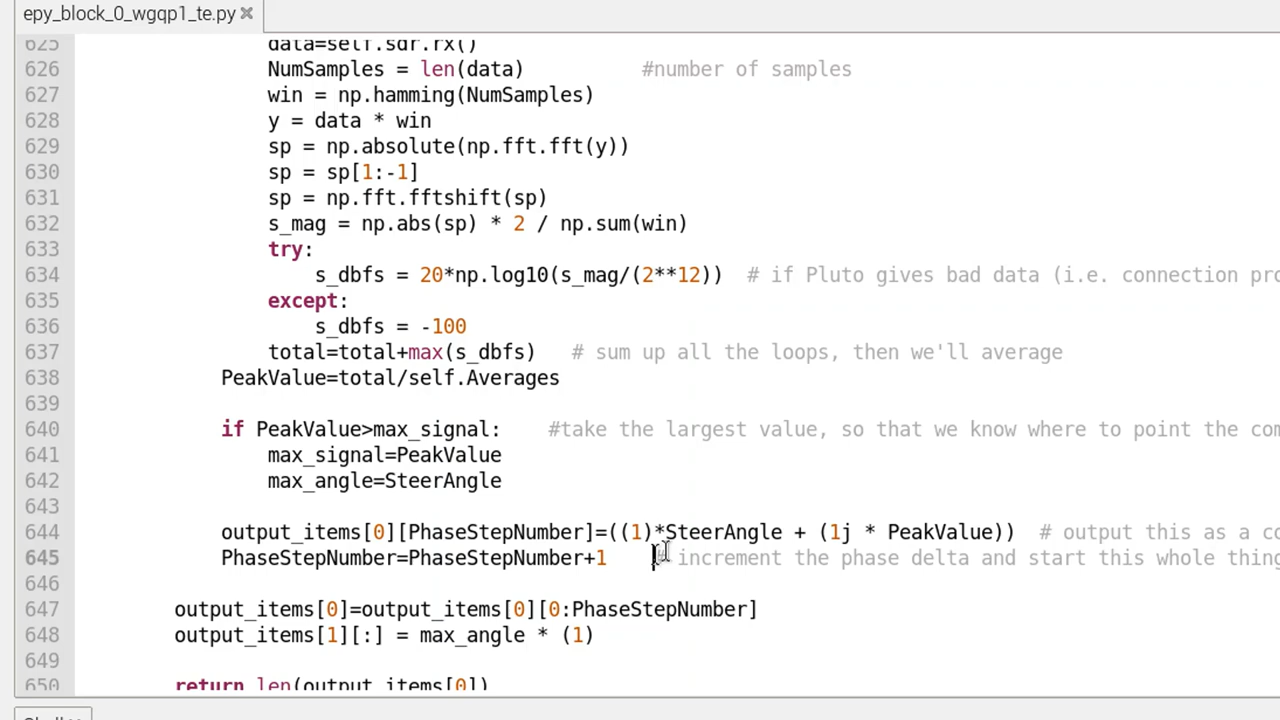 epy_block_0_wgqp1_te.py ×
625 data=self.sdr.rx()
626 NumSamples = len(data) #number of samples
627 win = np.hamming(NumSamples)
628 y = data * win
629 sp = np.absolute(np.fft.fft(y))
630 sp = sp[1:-1]
631 sp = np.fft.fftshift(sp)
632 s_mag = np.abs(sp) * 2 / np.sum(win)
633 try:
634 s_dbfs = 20*np.log10(s_mag/(2**12)) # if Pluto gives bad data (i.e. connection pro
635 except:
636 s_dbfs = -100
637 total=total+max(s_dbfs) # sum up all the loops, then we'll average
638 PeakValue=total/self.Averages
639
640 if PeakValue>max_signal: #take the largest value, so that we know where to point the com
641 max_signal=PeakValue
642 max_angle=SteerAngle
643
644 output_items[0][PhaseStepNumber]=((1)*SteerAngle + (1j * PeakValue)) # output this as a co
645 PhaseStepNumber=PhaseStepNumber+1 # increment the phase delta and start this whole thing
646
647 output_items[0]=output_items[0][0:PhaseStepNumber]
648 output_items[1][:] = max_angle * (1)
649
650 return len(output_items[0])